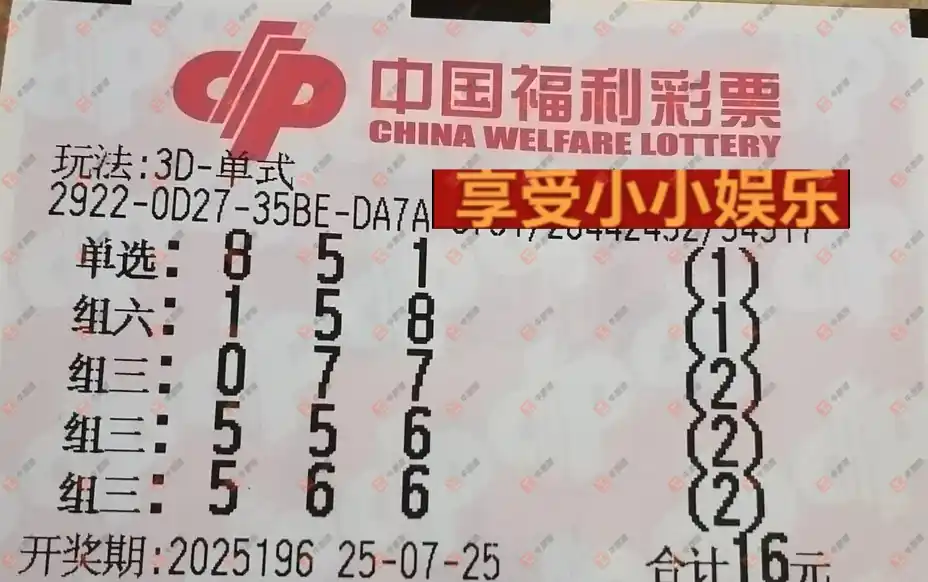 中国福利彩票
CHINA WELFARE LOTTERY
玩法:3D-单式
2922-0D27-35BE-DA7A 享受小小娱乐
单选: 8 5 1 (1)
组六: 1 5 8 (1)
组三: 0 7 7 (2)
组三: 5 5 6 (2)
组三: 5 6 6 (2)
开奖期:2025196 25-07-25 合计16元